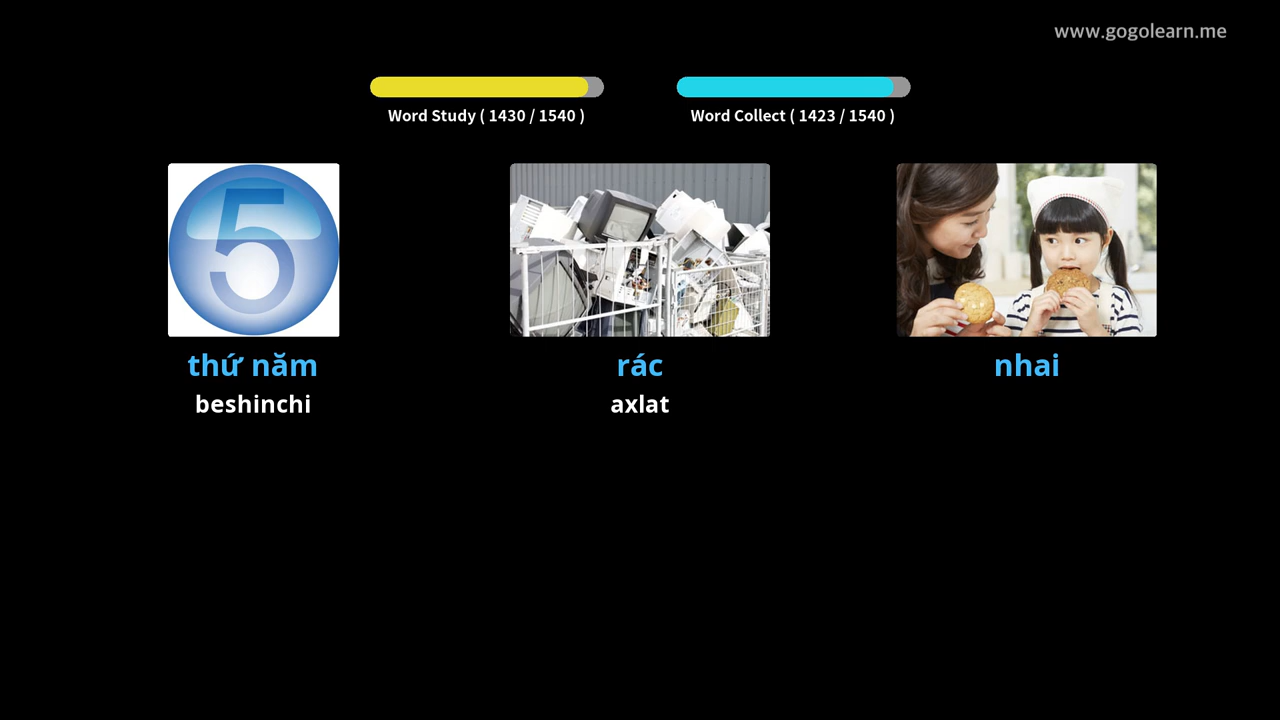 www.gogolearn.me
Word Study ( 1430 / 1540 )
Word Collect ( 1423 / 1540 )
5
thứ năm
beshinchi
rác
axlat
nhai